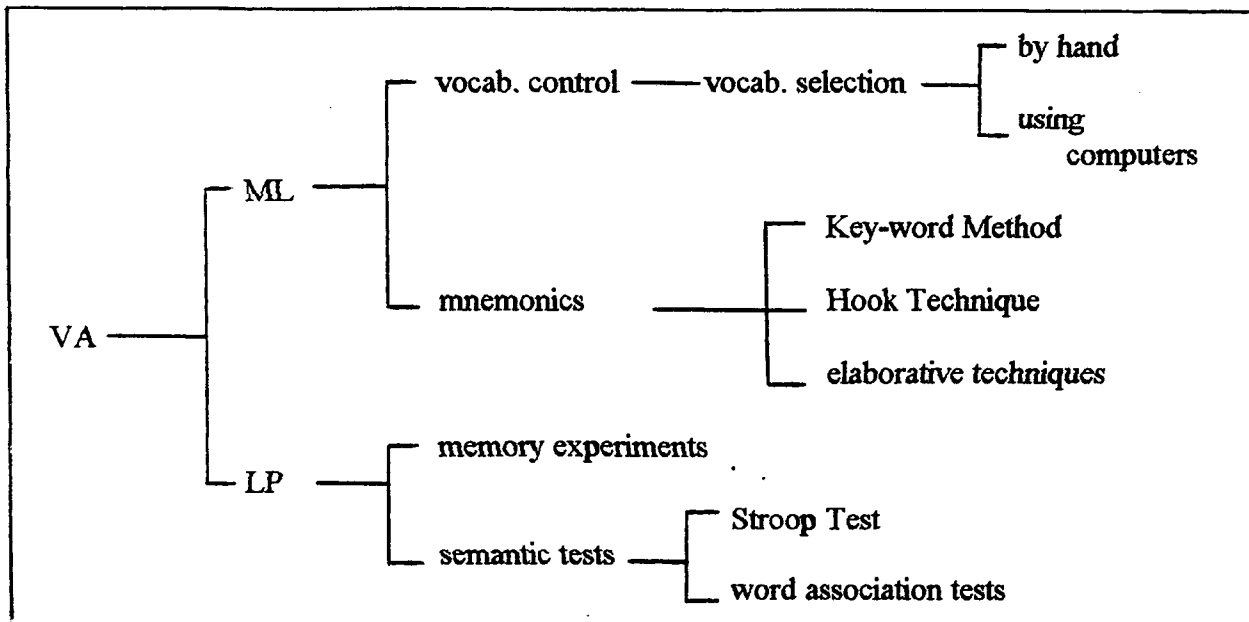 by hand
vocab. control
vocab. selection
using
computers
ML
Key-word Method
mnemonics
Hook Technique
VA
elaborative techniques
memory experiments
LP
Stroop Test
semantic tests
word association tests